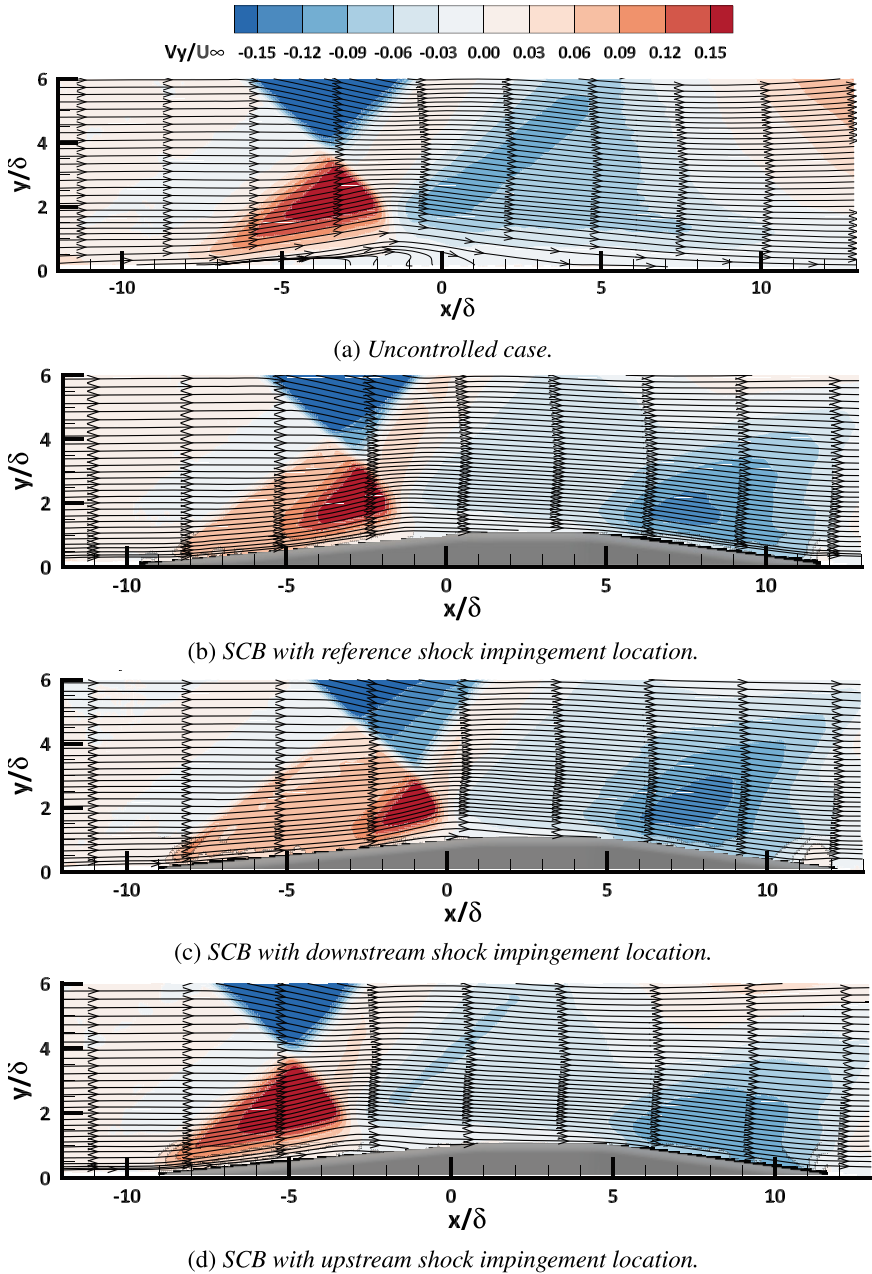 -0.15 -0.12 -0.09 -0.06 -0.03 0.00 0.03 0.06 0.09 0.12 0.15
Vy/U∞
6
4
2
0
y/δ
-10 -5 0 5 10
x/δ
(a) Uncontrolled case.
6
4
2
0
y/δ
-10 -5 0 5 10
x/δ
(b) SCB with reference shock impingement location.
6
4
2
0
y/δ
-10 -5 0 5 10
x/δ
(c) SCB with downstream shock impingement location.
6
4
2
0
y/δ
-10 -5 0 5 10
x/δ
(d) SCB with upstream shock impingement location.